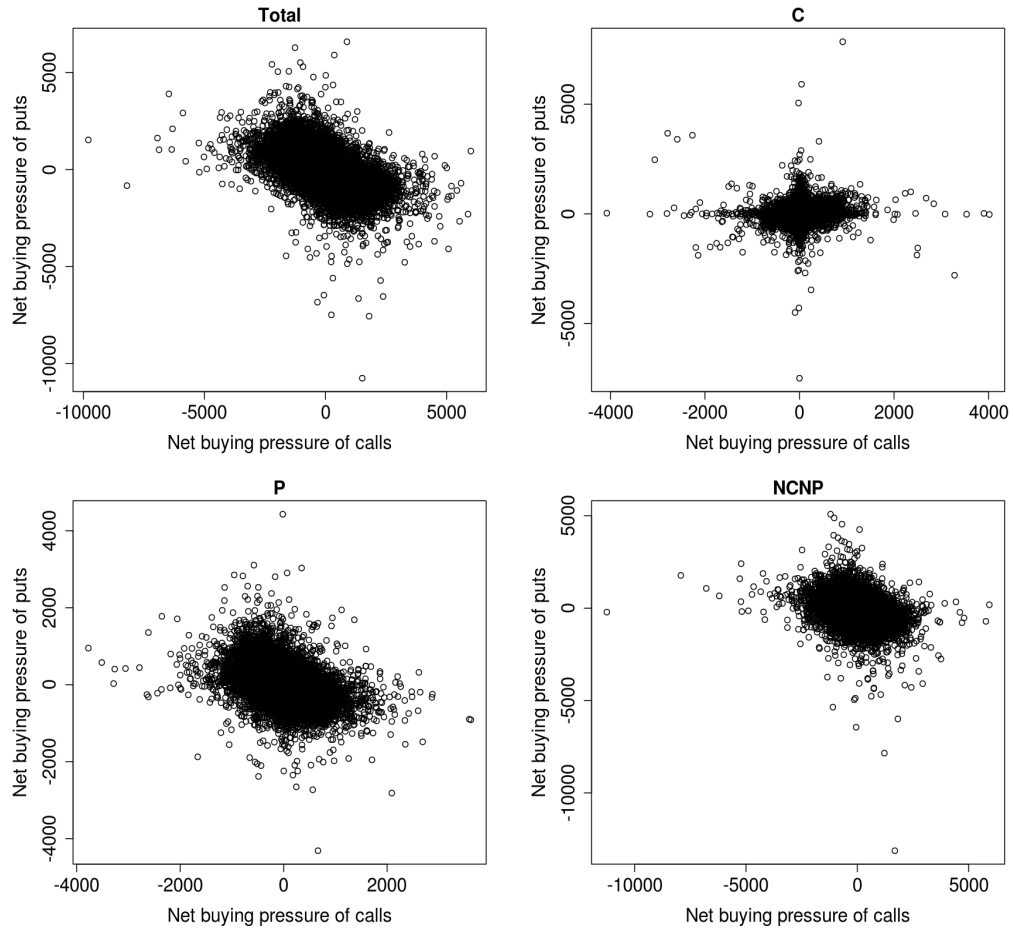 Total
5000
0
-5000
-10000
Net buying pressure of puts
-10000 -5000 0 5000
Net buying pressure of calls
C
5000
0
-5000
Net buying pressure of puts
-4000 -2000 0 2000 4000
Net buying pressure of calls
P
4000
2000
0
-2000
-4000
Net buying pressure of puts
-4000 -2000 0 2000
Net buying pressure of calls
NCNP
5000
0
-5000
-10000
Net buying pressure of puts
-10000 -5000 0 5000
Net buying pressure of calls